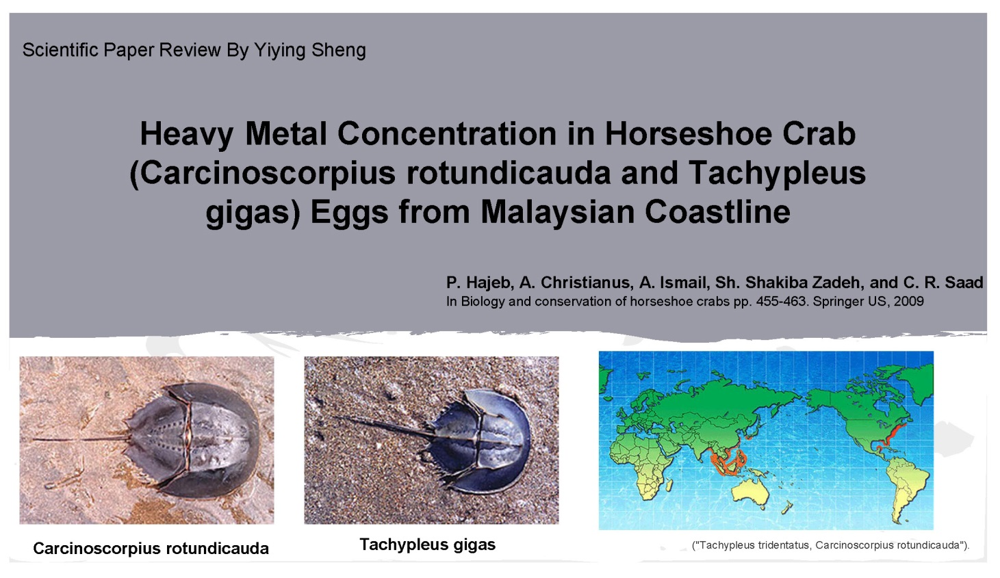 Scientific Paper Review By Yiying Sheng
Heavy Metal Concentration in Horseshoe Crab
(Carcinoscorpius rotundicauda and Tachypleus
gigas) Eggs from Malaysian Coastline
P. Hajeb, A. Christianus, A. Ismail, Sh. Shakiba Zadeh, and C. R. Saad
In Biology and conservation of horseshoe crabs pp. 455-463. Springer US, 2009
Carcinoscorpius rotundicauda
Tachypleus gigas
("Tachypleus tridentatus, Carcinoscorpius rotundicauda").